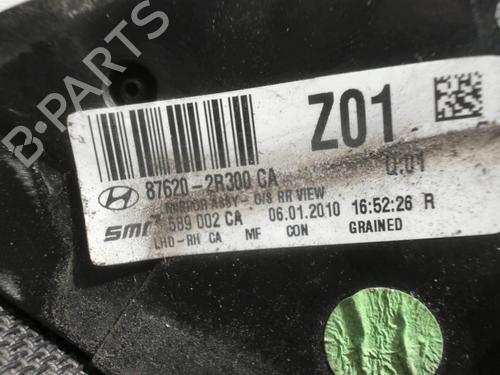 B-PARTS
Z01
Q.01
87620-2R300 CA
MIRROR ASSY - O/S RR VIEW
smr 589 002 CA 06.01.2010 16:52:26 R
LHD-RH CA MF CON GRAINED